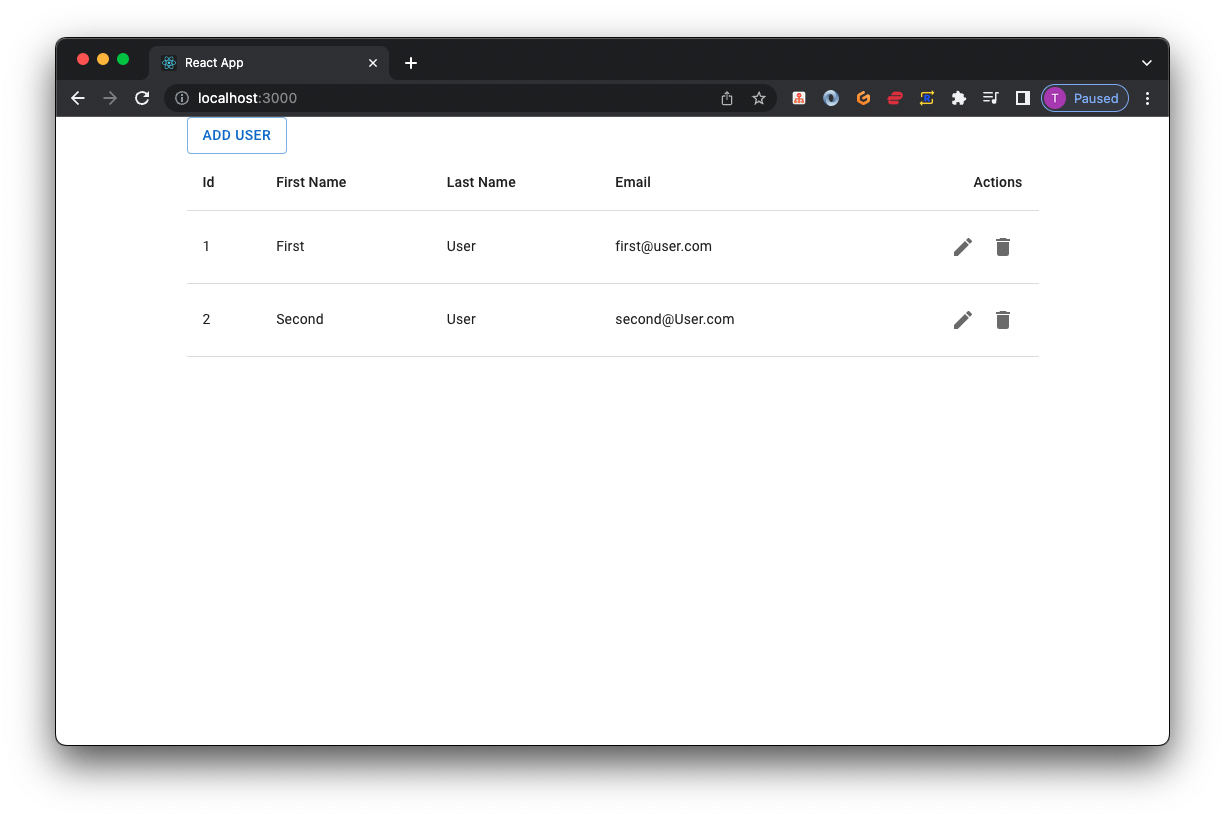 React App
localhost:3000
T Paused
ADD USER
Id First Name Last Name Email Actions
1 First User first@user.com
2 Second User second@User.com